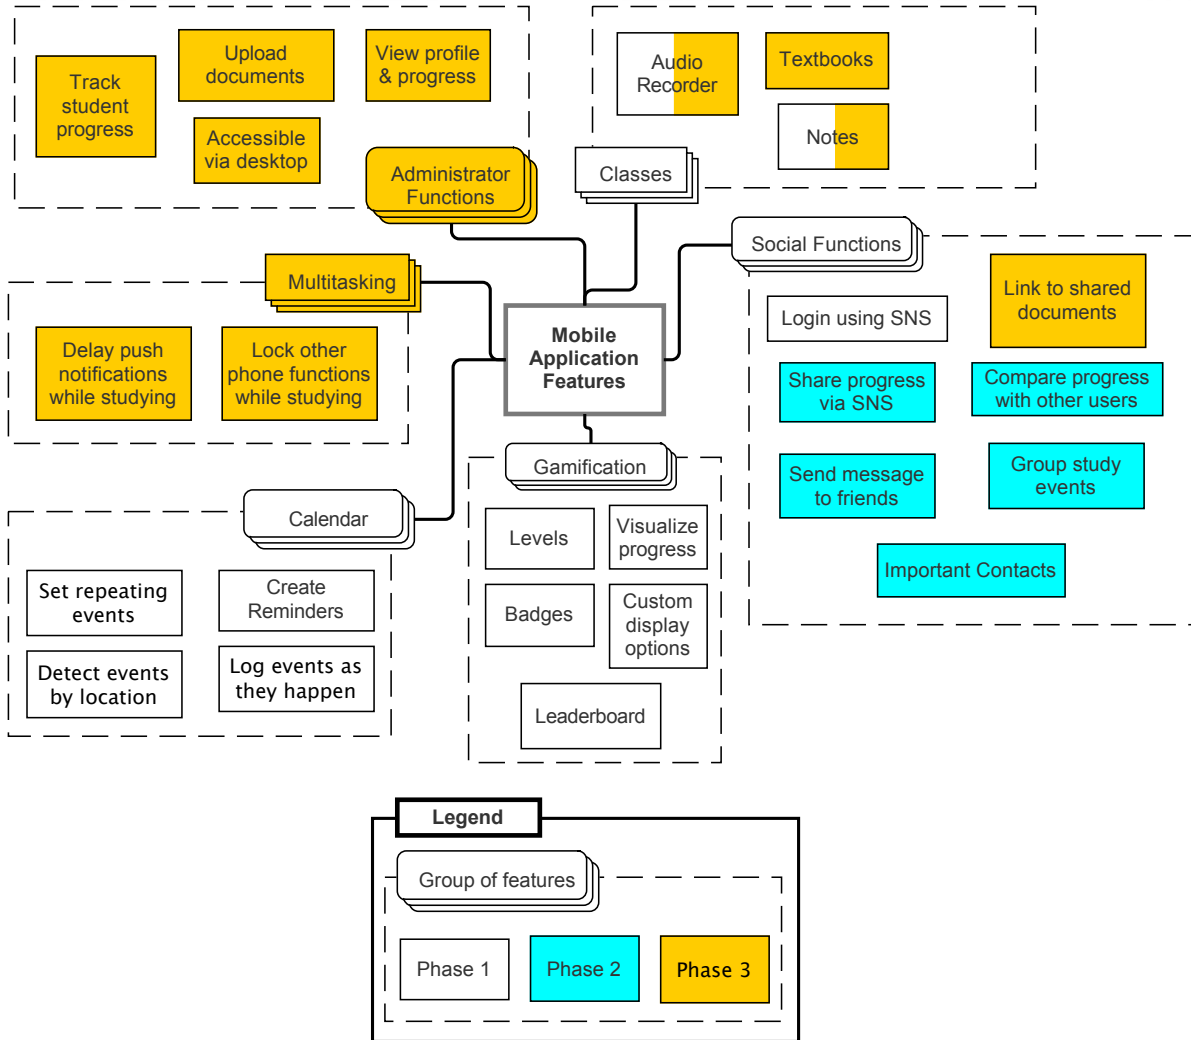 Track
student
progress
Upload
documents
View profile
& progress
Accessible
via desktop
Administrator
Functions
Audio
Recorder
Textbooks
Notes
Classes
Social Functions
Login using SNS
Link to shared
documents
Share progress
via SNS
Compare progress
with other users
Send message
to friends
Group study
events
Important Contacts
Multitasking
Delay push
notifications
while studying
Lock other
phone functions
while studying
Mobile
Application
Features
Calendar
Set repeating
events
Create
Reminders
Detect events
by location
Log events as
they happen
Gamification
Levels
Visualize
progress
Badges
Custom
display
options
Leaderboard
Legend
Group of features
Phase 1
Phase 2
Phase 3